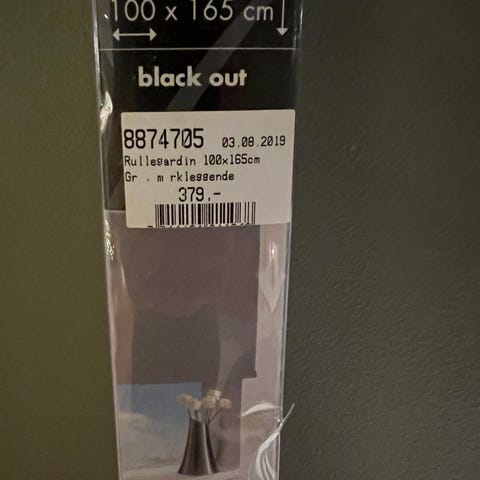 100 x 165 cm
black out
8874705 03.08.2019
Rullegardin 100x165cm
Gr . m rkleggende
379,-